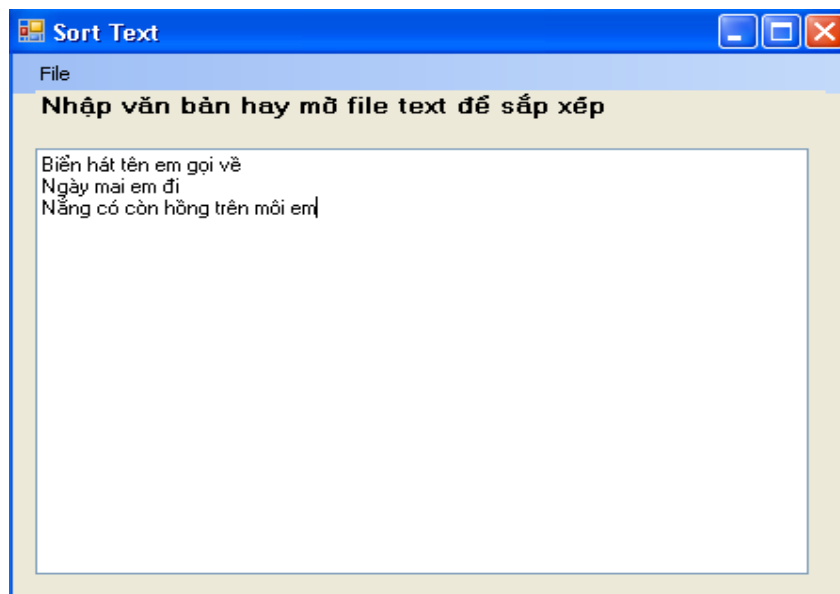 Sort Text
File
Nhập văn bản hay mở file text để sắp xếp
Biển hát tên em gọi về
Ngày mai em đi
Nắng có còn hồng trên môi em